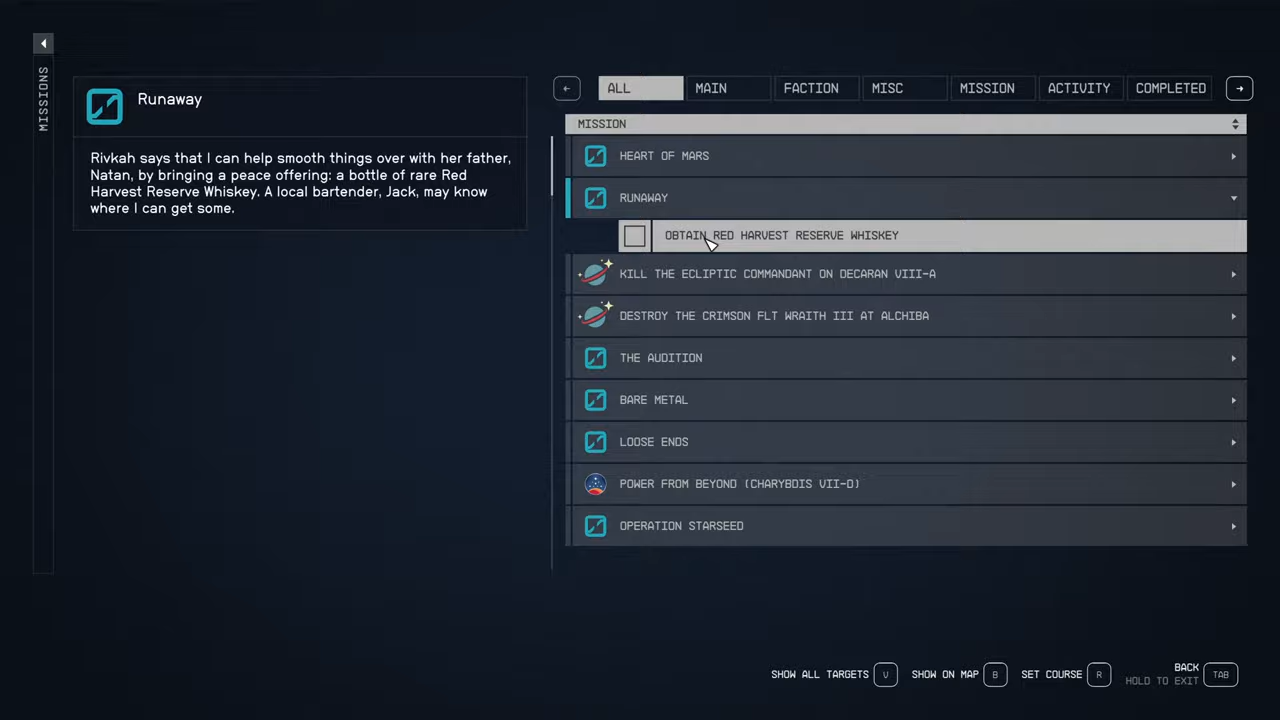 MISSIONS
Runaway
Rivkah says that I can help smooth things over with her father,
Natan, by bringing a peace offering: a bottle of rare Red
Harvest Reserve Whiskey. A local bartender, Jack, may know
where I can get some.
ALL MAIN FACTION MISC MISSION ACTIVITY COMPLETED
MISSION
HEART OF MARS
RUNAWAY
OBTAIN RED HARVEST RESERVE WHISKEY
KILL THE ECLIPTIC COMMANDANT ON DECARAN VIII-A
DESTROY THE CRIMSON FLT WRAITH III AT ALCHIBA
THE AUDITION
BARE METAL
LOOSE ENDS
POWER FROM BEYOND (CHARYBDIS VII-D)
OPERATION STARSEED
SHOW ALL TARGETS V SHOW ON MAP B SET COURSE R BACK TAB
HOLD TO EXIT